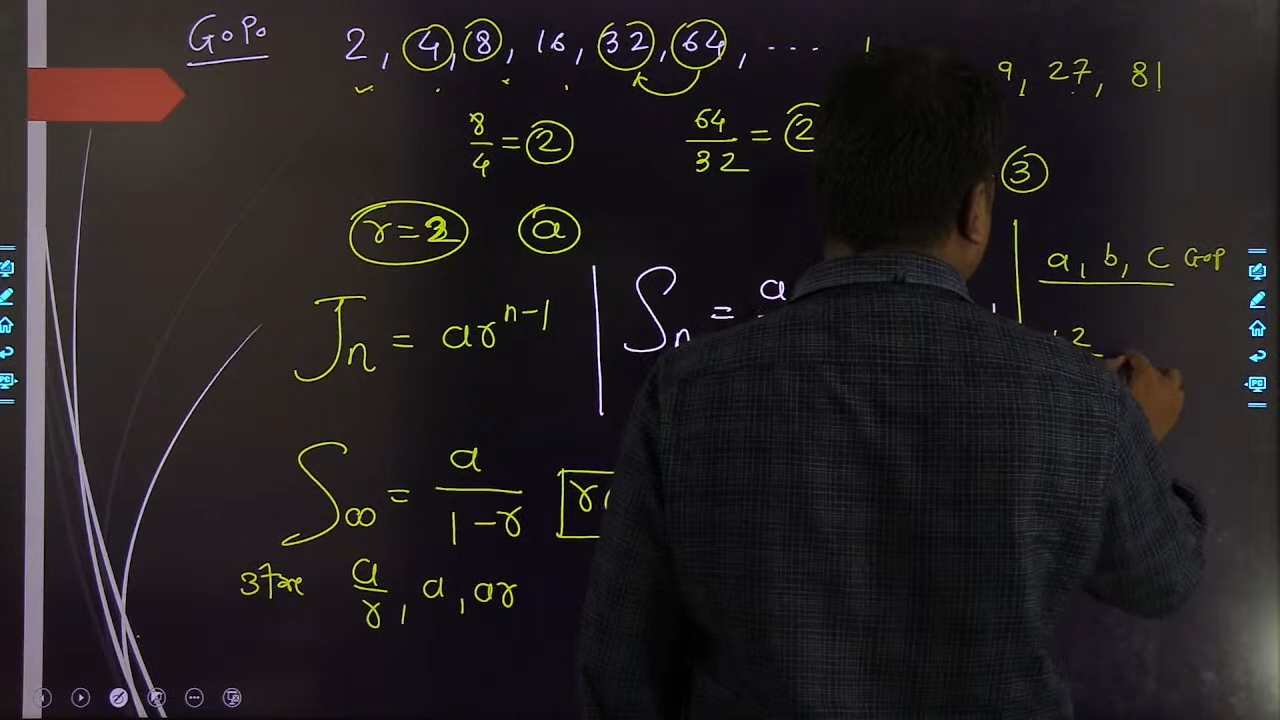 G.P. 2, 4, 8, 16, 32, 64, ... 9, 27, 81
8/4 = 2 64/32 = 2 3
r = 2 a
a, b, c G.P
Tn = ar^(n-1) Sn = a
S∞ = a/(1-r)
a/r, a, ar